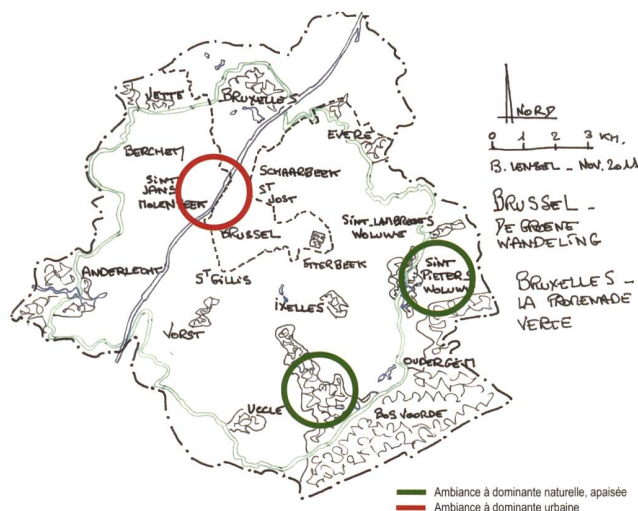 JETTE
BRUXELLES
EVERE
BERCHEM
SCHAARBEEK
SINT
JANS
MOLENBEEK
ST
JOST
BRUSSEL
SINT-LAMBRECHTS
WOLUWE
ETTERBEEK
SINT
PIETERS
WOLUWE
ANDERLECHT
ST GILLIS
IXELLES
VORST
OUDERGEM
UCCLE
BOSVOORDE
NORD
0 1 2 3 KM.
NOV. 2011
BRUSSEL -
DE GROENE
WANDELING
BRUXELLES -
LA PROMENADE
VERTE
Ambiance à dominante naturelle, apaisée
Ambiance à dominante urbaine